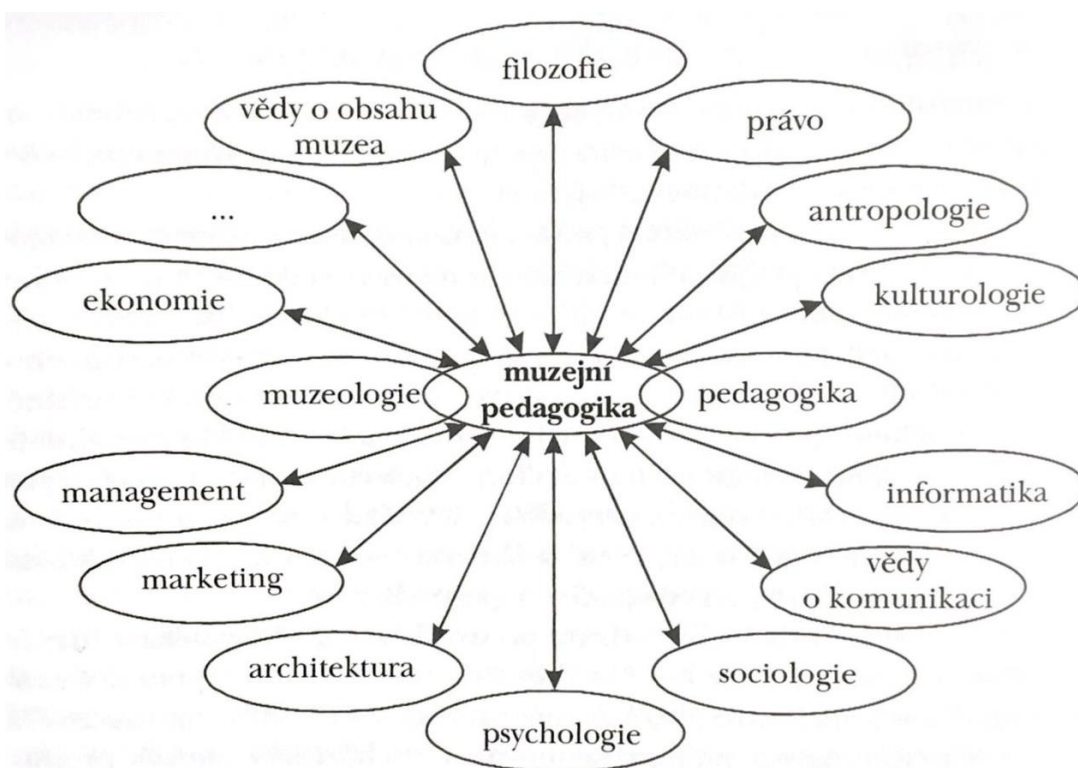 filozofie
vědy o obsahu
muzea
právo
...
antropologie
ekonomie
kulturologie
muzeologie
muzejní
pedagogika
pedagogika
management
informatika
marketing
vědy
o komunikaci
architektura
sociologie
psychologie